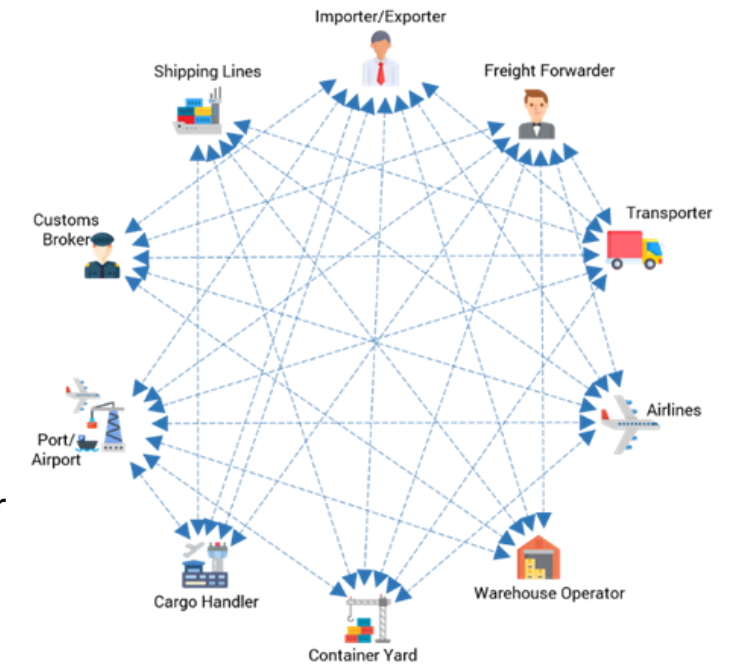 Importer/Exporter
Shipping Lines
Freight Forwarder
Customs
Broker
Transporter
Airlines
Port/
Airport
r
Cargo Handler
Warehouse Operator
Container Yard